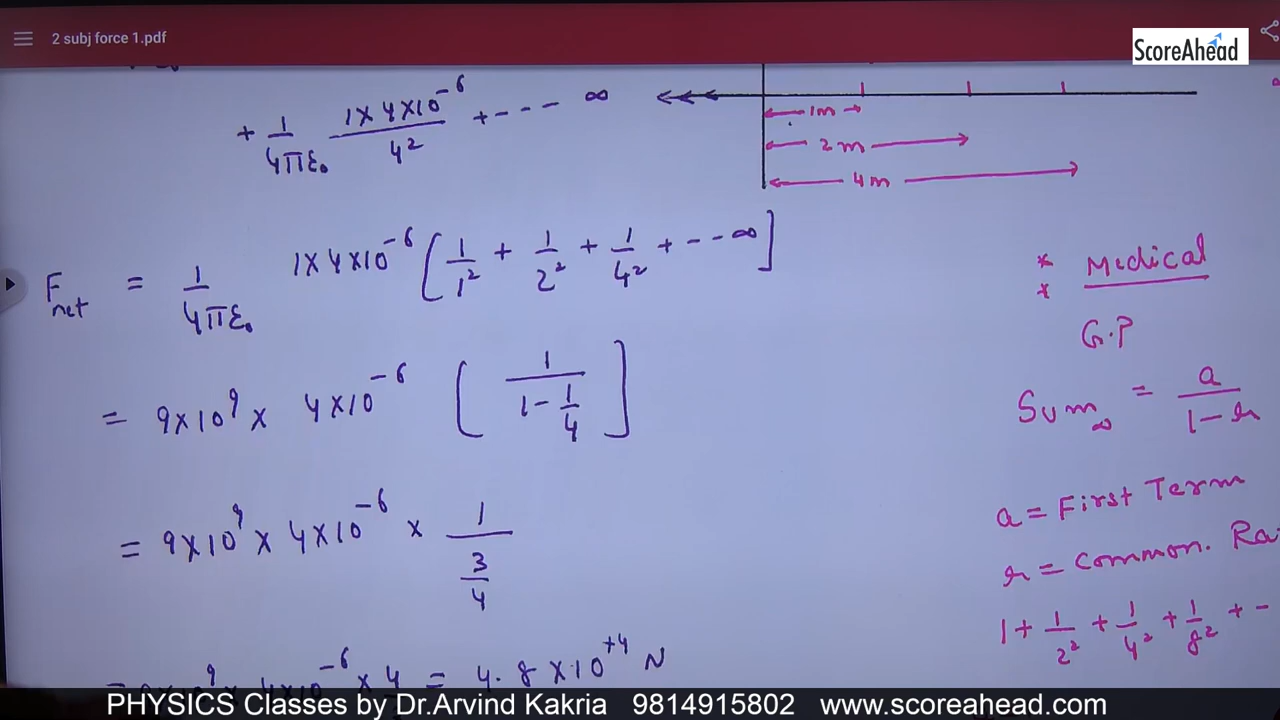 2 subj force 1.pdf
ScoreAhead
+ 1/4πε₀ 1×4×10⁻⁶/4² + ---- ∞
1m
2m
4m
F net = 1/4πε₀ 1×4×10⁻⁶ [1/1² + 1/2² + 1/4² + --- ∞]
= 9×10⁹ × 4×10⁻⁶ [1/(1 - 1/4)]
= 9×10⁹ × 4×10⁻⁶ × 1/(3/4)
= 4.8×10⁺⁴ N
* Medical
*
G.P
Sum∞ = a/(1-r)
a = First Term
r = Common.
1 + 1/2² + 1/4² + 1/8² + -
PHYSICS Classes by Dr.Arvind Kakria 9814915802 www.scoreahead.com